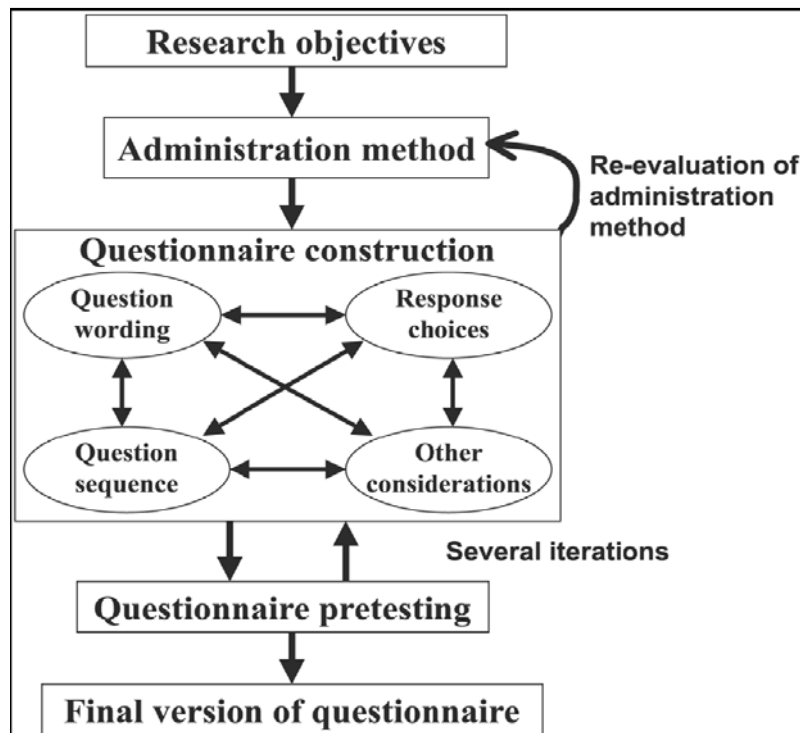 Research objectives
Administration method
Re-evaluation of
administration
method
Questionnaire construction
Question
wording
Response
choices
Question
sequence
Other
considerations
Several iterations
Questionnaire pretesting
Final version of questionnaire